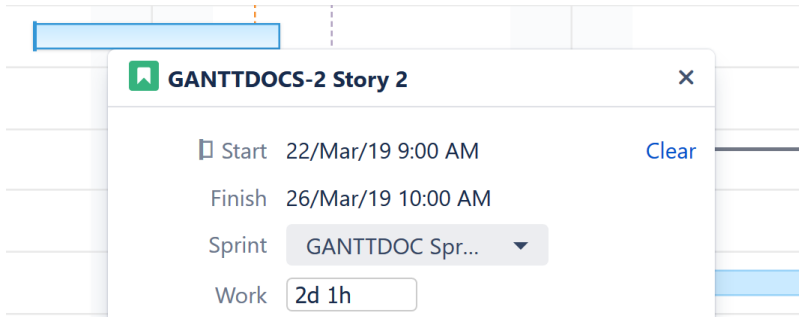 GANTTDOCS-2 Story 2
Start 22/Mar/19 9:00 AM Clear
Finish 26/Mar/19 10:00 AM
Sprint GANTTDOC Spr...
Work 2d 1h